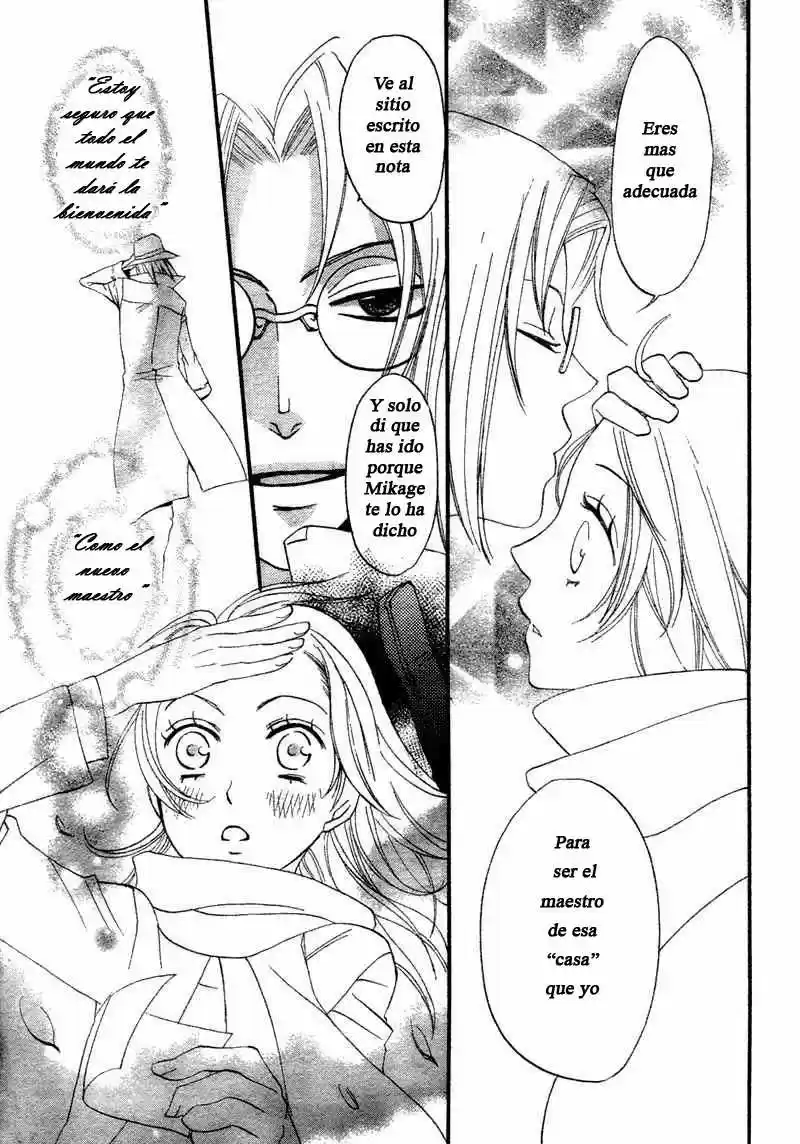 Eres
mas
que
adecuada
Para
ser el
maestro
de esa
“casa”
que yo
Ve al
sitio
escrito
en esta
nota
Y solo
di que
has ido
porque
Mikage
te lo ha
dicho
“Estoy
seguro que
todo el
mundo te
dará la
bienvenida”
“Como el
nuevo
maestro ”